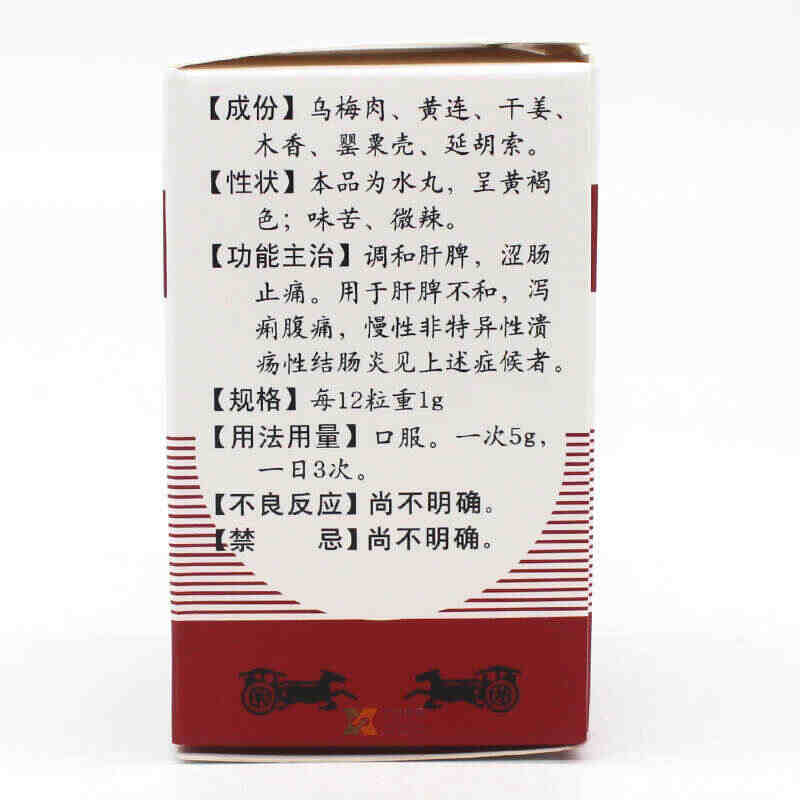 【成份】乌梅肉、黄连、干姜、
木香、罂粟壳、延胡索。
【性状】本品为水丸，呈黄褐
色；味苦、微辣。
【功能主治】调和肝脾，涩肠
止痛。用于肝脾不和，泻
痢腹痛，慢性非特异性溃
疡性结肠炎见上述症候者。
【规格】每12粒重1g
【用法用量】口服。一次5g，
一日3次。
【不良反应】尚不明确。
【禁　　忌】尚不明确。